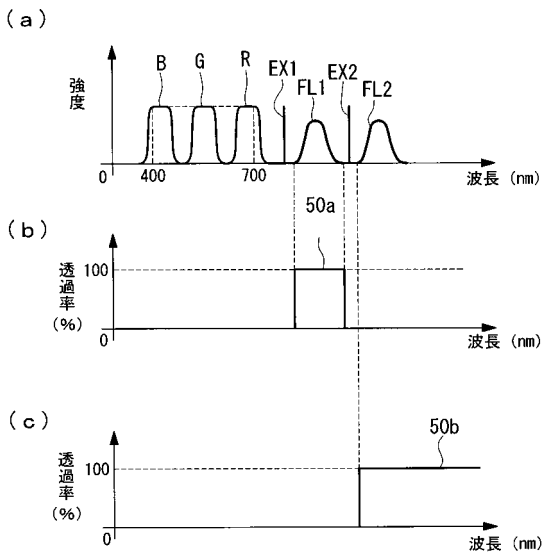 (a)
強度
B G R EX1 FL1 EX2 FL2
0 400 700 波長 (nm)
(b)
50a
透過率 (%)
100
0 波長 (nm)
(c)
50b
透過率 (%)
100
0 波長 (nm)